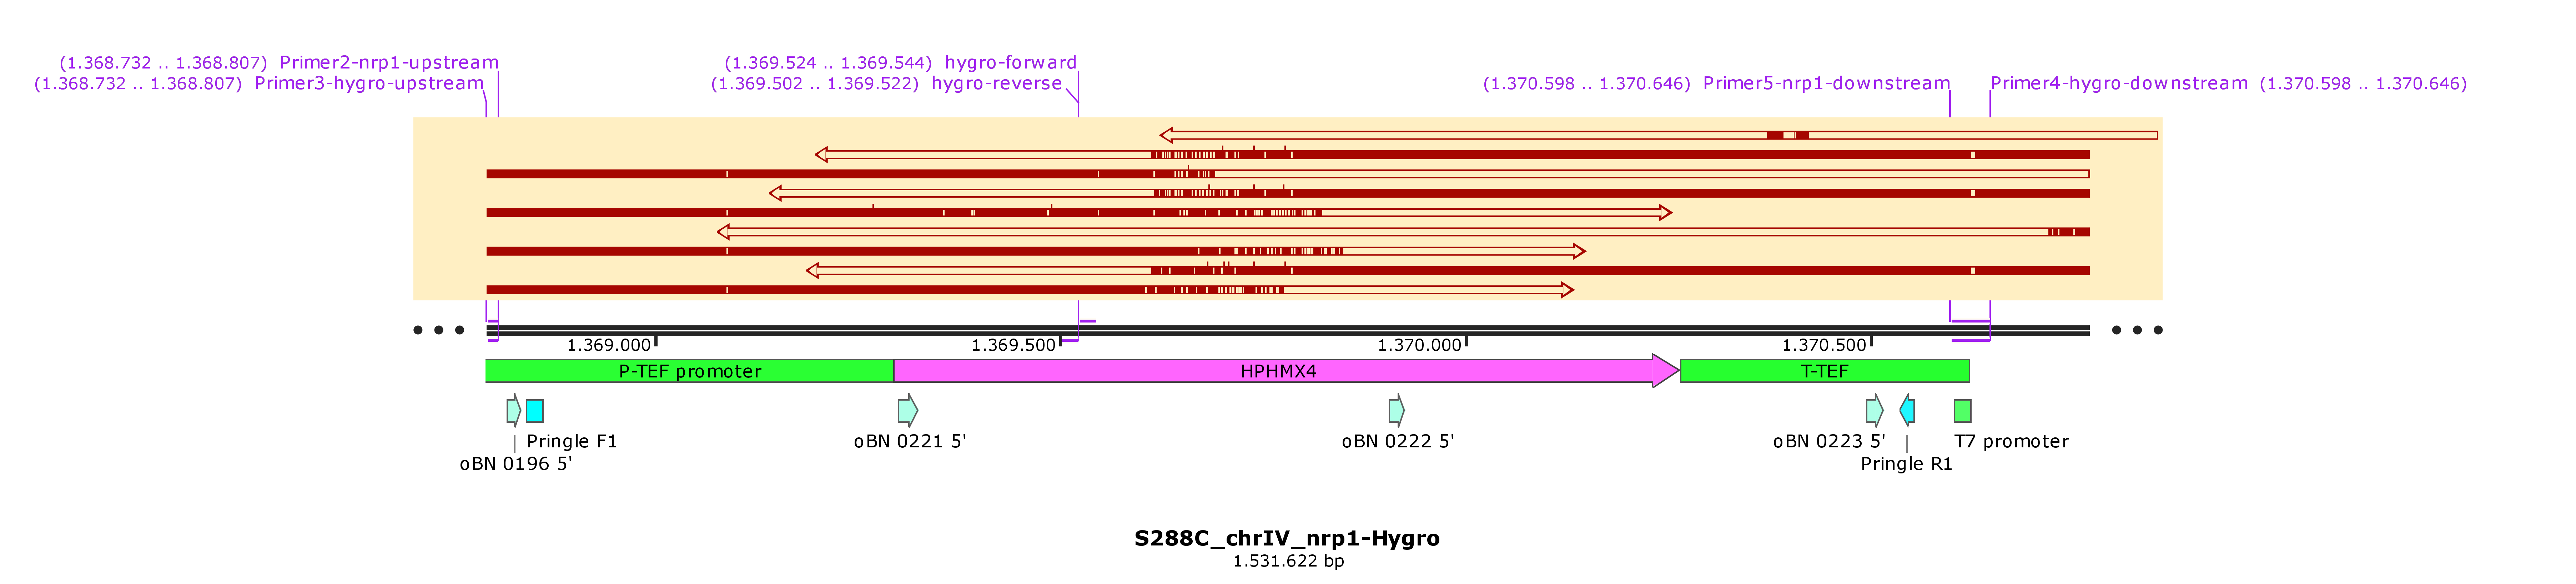 (1.368.732 .. 1.368.807) Primer2-nrp1-upstream
(1.369.524 .. 1.369.544) hygro-forward
(1.368.732 .. 1.368.807) Primer3-hygro-upstream
(1.369.502 .. 1.369.522) hygro-reverse
(1.370.598 .. 1.370.646) Primer5-nrp1-downstream
Primer4-hygro-downstream (1.370.598 .. 1.370.646)
1.369.000
1.369.500
1.370.000
1.370.500
P-TEF promoter
HPHMX4
T-TEF
Pringle F1
oBN 0221 5'
oBN 0222 5'
oBN 0223 5'
T7 promoter
oBN 0196 5'
Pringle R1
S288C_chrIV_nrp1-Hygro
1.531.622 bp